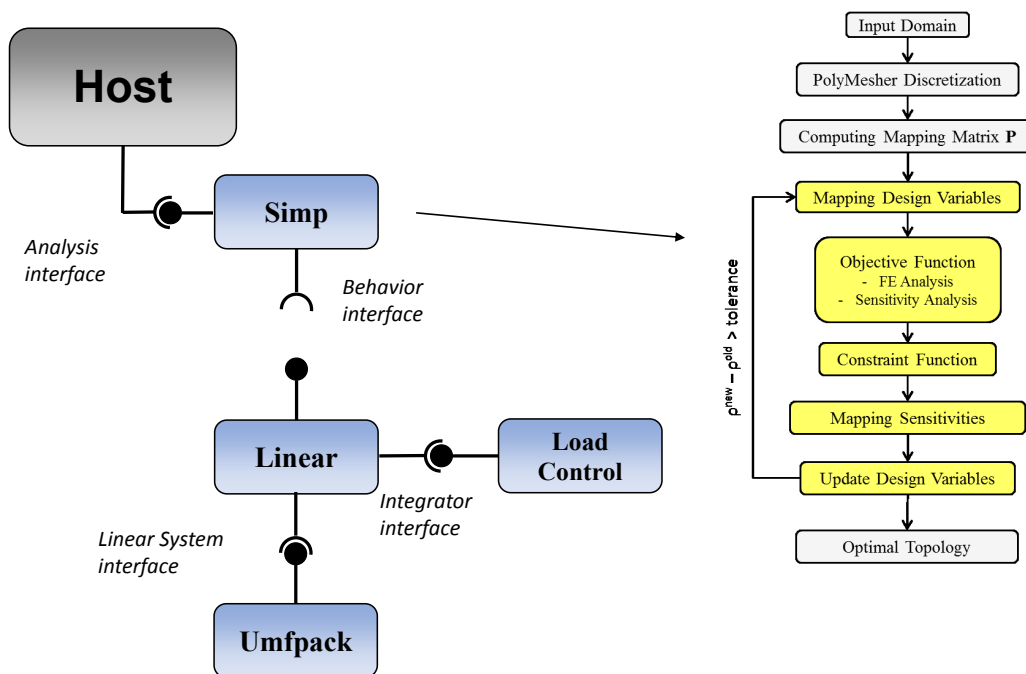 Host
Analysis
interface
Simp
Behavior
interface
Linear
Load
Control
Integrator
interface
Linear System
interface
Umfpack
Input Domain
PolyMesher Discretization
Computing Mapping Matrix P
Mapping Design Variables
Objective Function
- FE Analysis
- Sensitivity Analysis
Constraint Function
Mapping Sensitivities
Update Design Variables
Optimal Topology
ρⁿᵉʷ – ρᵒˡᵈ > tolerance